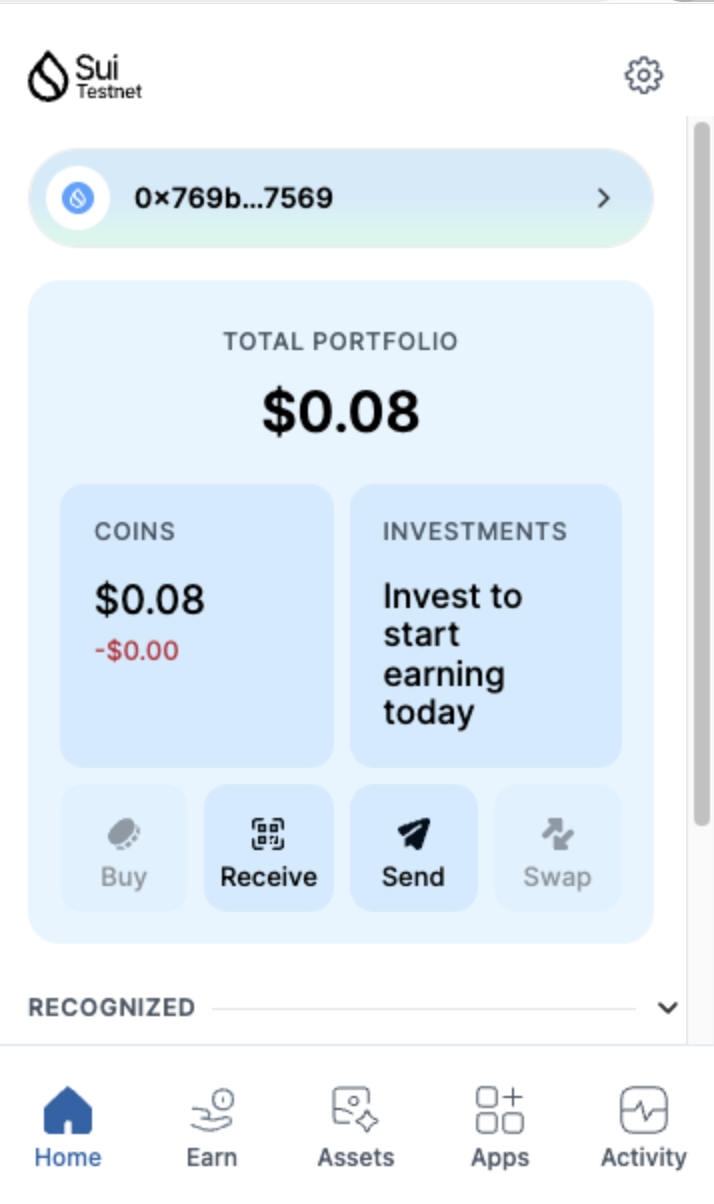 Sui
Testnet
0×769b...7569
TOTAL PORTFOLIO
$0.08
COINS
$0.08
-$0.00
INVESTMENTS
Invest to
start
earning
today
Buy
Receive
Send
Swap
RECOGNIZED
Home
Earn
Assets
Apps
Activity